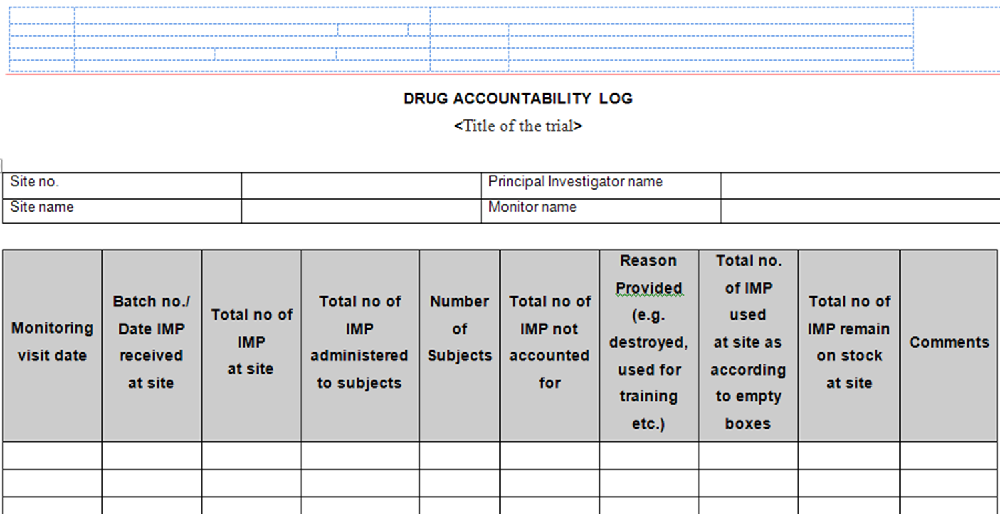 DRUG ACCOUNTABILITY LOG
<Title of the trial>
Site no.
Principal Investigator name
Site name
Monitor name
Monitoring
visit date
Batch no./
Date IMP
received
at site
Total no of
IMP
at site
Total no of
IMP
administered
to subjects
Number
of
Subjects
Total no of
IMP not
accounted
for
Reason
Provided
(e.g.
destroyed,
used for
training
etc.)
Total no.
of IMP
used
at site as
according
to empty
boxes
Total no of
IMP remain
on stock
at site
Comments